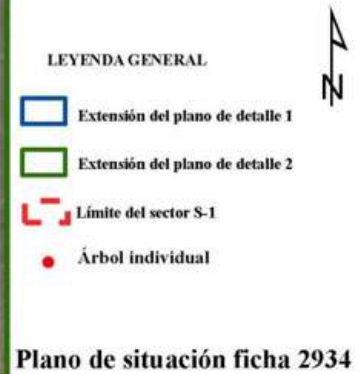 N
LEYENDA GENERAL
Extensión del plano de detalle 1
Extensión del plano de detalle 2
Límite del sector S-1
Árbol individual
Plano de situación ficha 2934